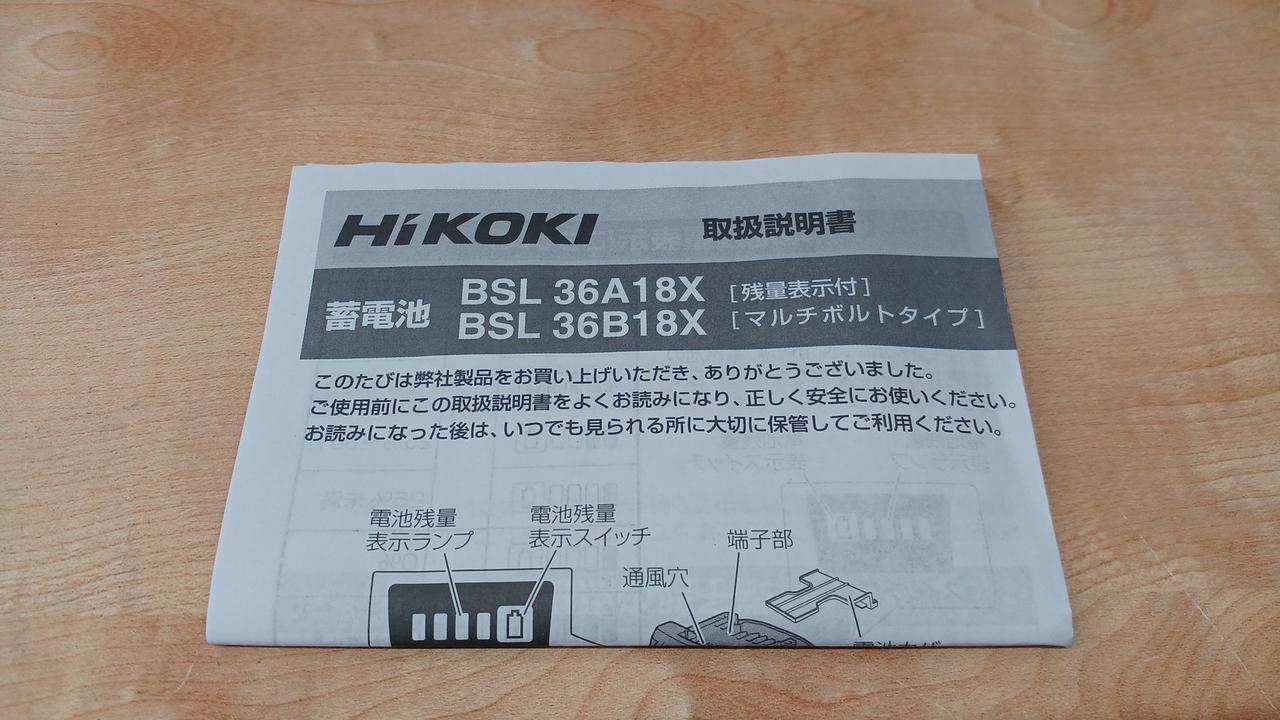 HiKOKI 取扱説明書
蓄電池
BSL 36A18X [残量表示付]
BSL 36B18X [マルチボルトタイプ]
このたびは弊社製品をお買い上げいただき、ありがとうございました。
ご使用前にこの取扱説明書をよくお読みになり、正しく安全にお使いください。
お読みになった後は、いつでも見られる所に大切に保管してご利用ください。
電池残量
表示ランプ
電池残量
表示スイッチ
端子部
通風穴